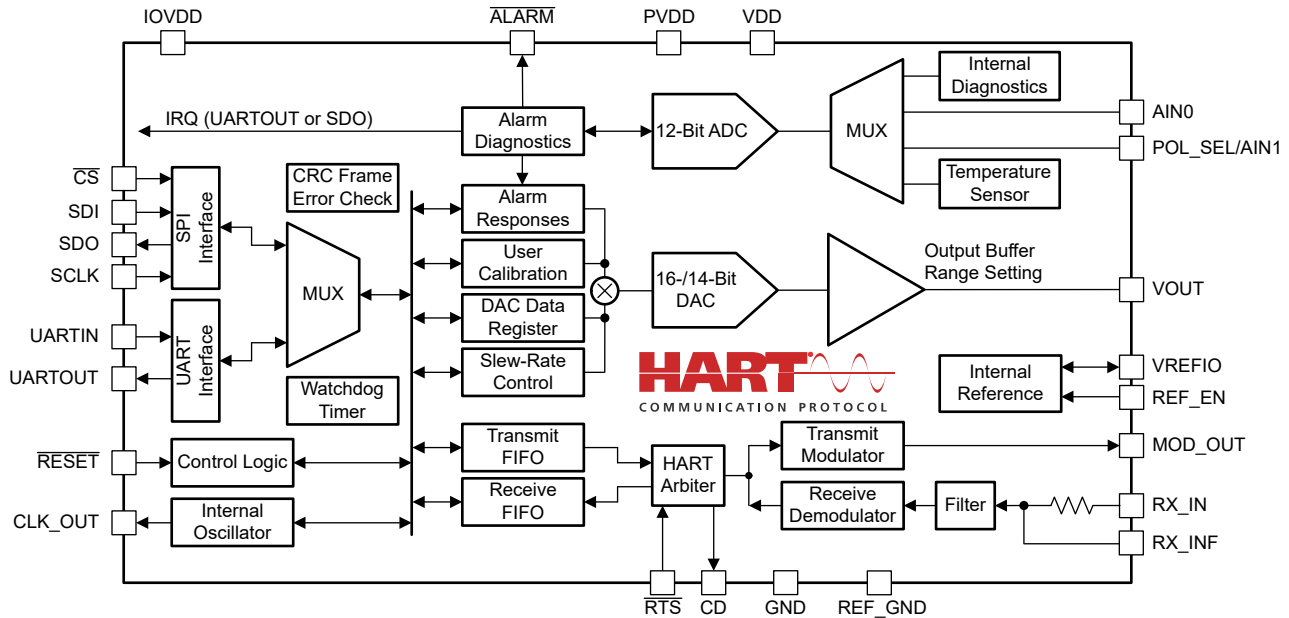 IOVDD
ALARM
PVDD
VDD
IRQ (UARTOUT or SDO)
Alarm
Diagnostics
12-Bit ADC
MUX
Internal
Diagnostics
AIN0
POL_SEL/AIN1
Temperature
Sensor
CS
SDI
SDO
SCLK
SPI
Interface
CRC Frame
Error Check
MUX
Alarm
Responses
User
Calibration
DAC Data
Register
Slew-Rate
Control
16-/14-Bit
DAC
Output Buffer
Range Setting
VOUT
UARTIN
UARTOUT
UART
Interface
Watchdog
Timer
HART
COMMUNICATION PROTOCOL
Internal
Reference
VREFIO
REF_EN
RESET
Control Logic
CLK_OUT
Internal
Oscillator
Transmit
FIFO
Receive
FIFO
HART
Arbiter
Transmit
Modulator
MOD_OUT
Receive
Demodulator
Filter
RX_IN
RX_INF
RTS
CD
GND
REF_GND